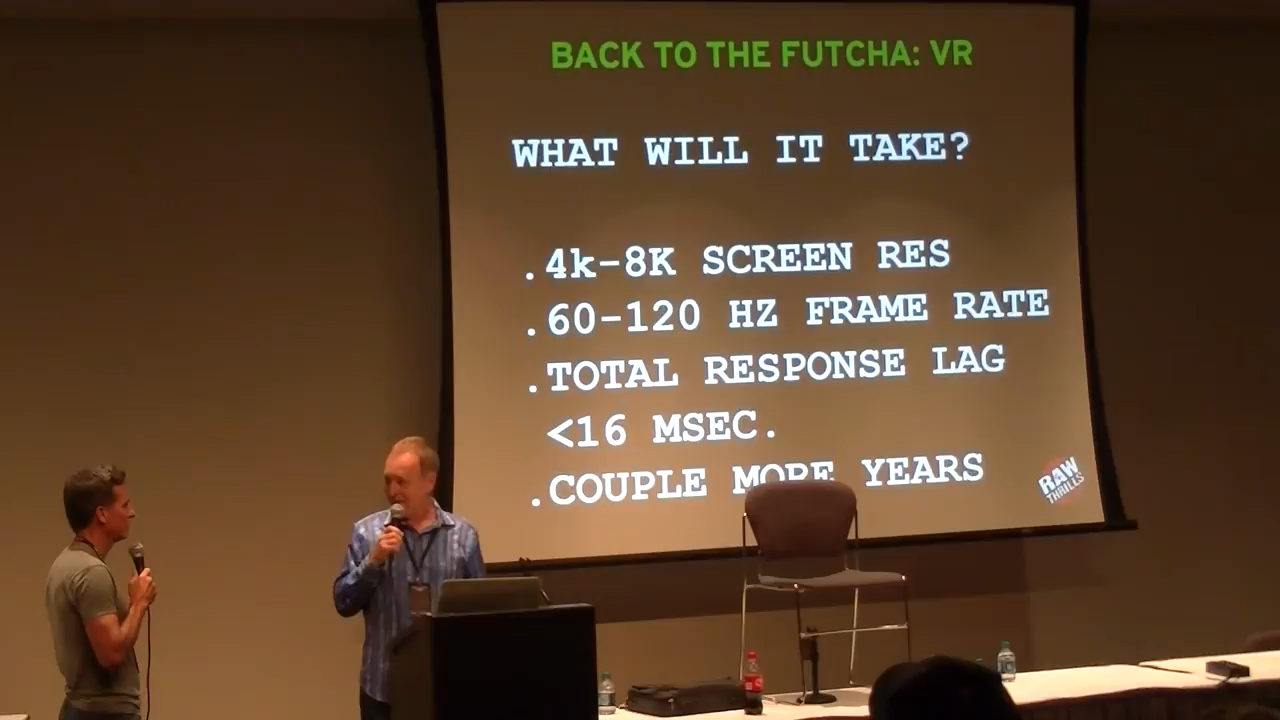 BACK TO THE FUTCHA: VR
WHAT WILL IT TAKE?
.4k-8K SCREEN RES
.60-120 HZ FRAME RATE
.TOTAL RESPONSE LAG
<16 MSEC.
.COUPLE MORE YEARS
RAW
THRILLS